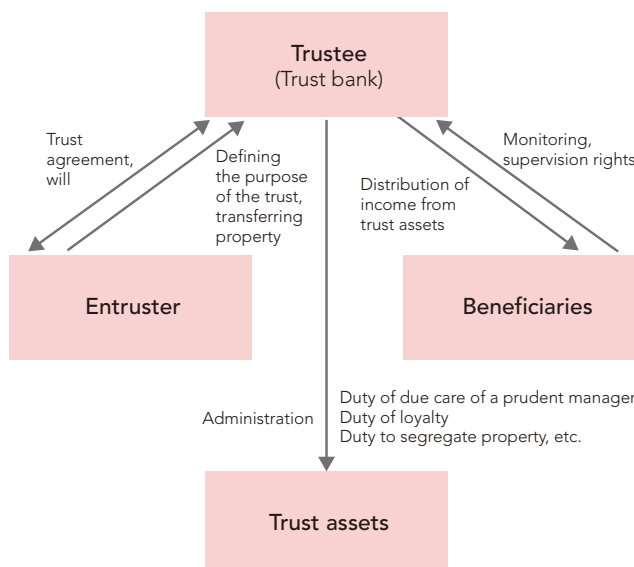 Trustee
(Trust bank)
Trust
agreement,
will
Defining
the purpose
of the trust,
transferring
property
Distribution of
income from
trust assets
Monitoring,
supervision rights
Entruster
Beneficiaries
Administration
Duty of due care of a prudent manager
Duty of loyalty
Duty to segregate property, etc.
Trust assets